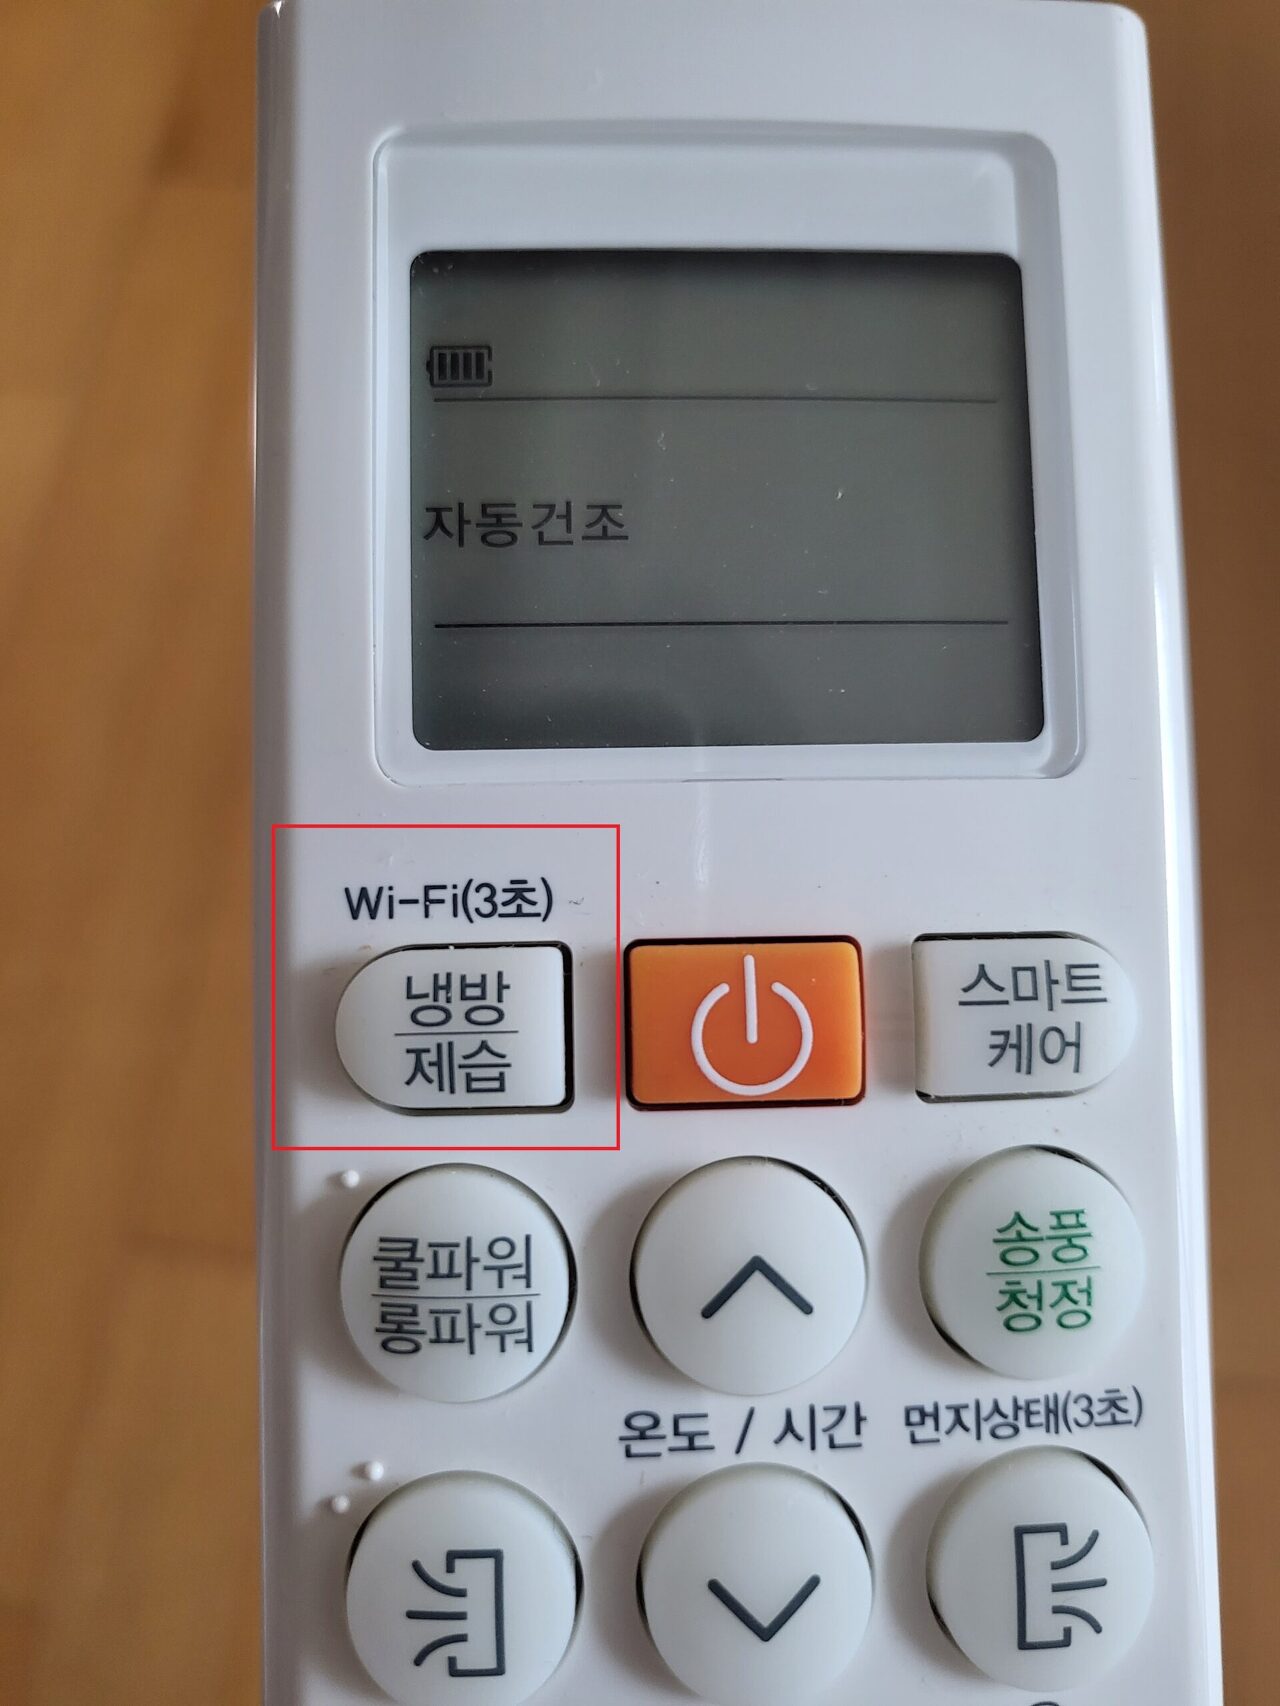 자동건조
Wi-Fi(3초)
냉방
제습
스마트
케어
쿨파워
롱파워
송풍
청정
온도 / 시간
먼지상태(3초)